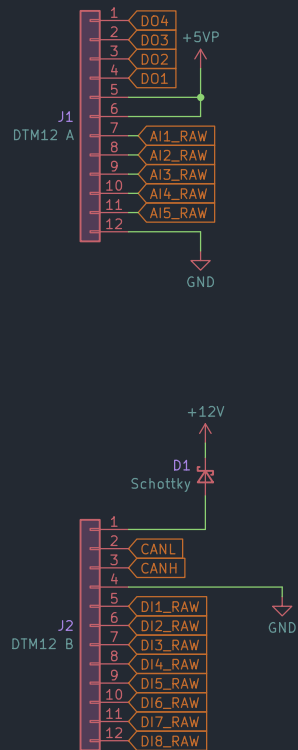 1 DO4
2 DO3
+5VP
3 DO2
4 DO1
5
6
J1
DTM12 A
7 AI1_RAW
8 AI2_RAW
9 AI3_RAW
10 AI4_RAW
11 AI5_RAW
12
GND
+12V
D1
Schottky
1
2 CANL
3 CANH
4
GND
5 DI1_RAW
6 DI2_RAW
J2
DTM12 B
7 DI3_RAW
8 DI4_RAW
9 DI5_RAW
10 DI6_RAW
11 DI7_RAW
12 DI8_RAW